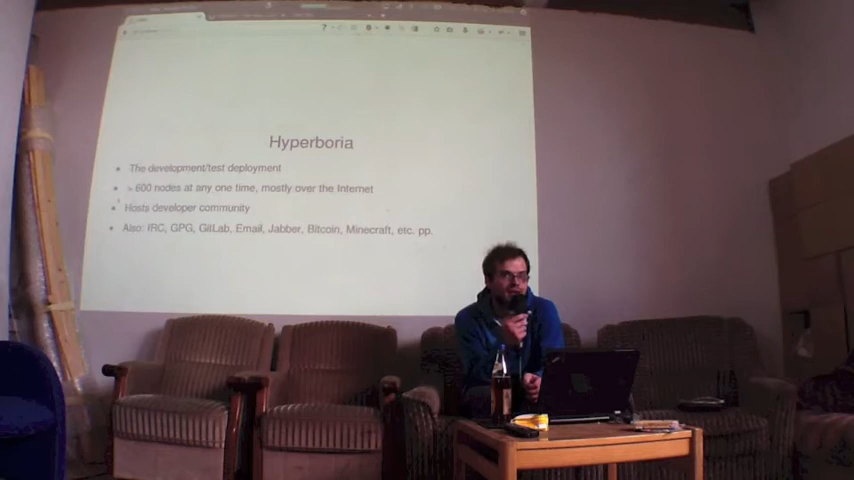 Hyperboria
• The development/test deployment
• > 600 nodes at any one time, mostly over the Internet
• Hosts developer community
• Also: IRC, GPG, GitLab, Email, Jabber, Bitcoin, Minecraft, etc. pp.